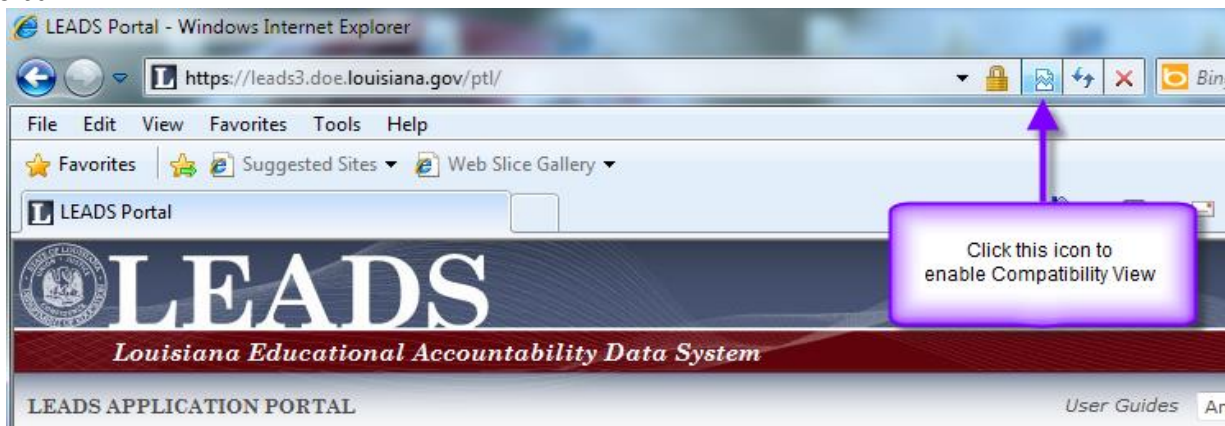 LEADS Portal - Windows Internet Explorer
https://leads3.doe.louisiana.gov/ptl/
File Edit View Favorites Tools Help
Favorites Suggested Sites Web Slice Gallery
LEADS Portal
Click this icon to
enable Compatibility View
LEADS
Louisiana Educational Accountability Data System
LEADS APPLICATION PORTAL User Guides